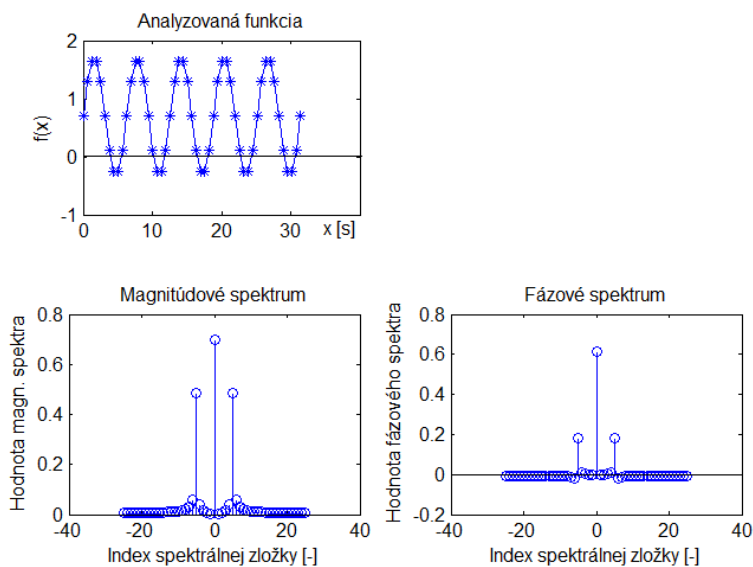 Analyzovaná funkcia
f(x)
2
1
0
-1
0 10 20 30 x [s]
Magnitúdové spektrum
Hodnota magn. spektra
0.8
0.6
0.4
0.2
0
-40 -20 0 20 40
Index spektrálnej zložky [-]
Fázové spektrum
Hodnota fázového spektra
0.8
0.6
0.4
0.2
0
-0.2
-40 -20 0 20 40
Index spektrálnej zložky [-]